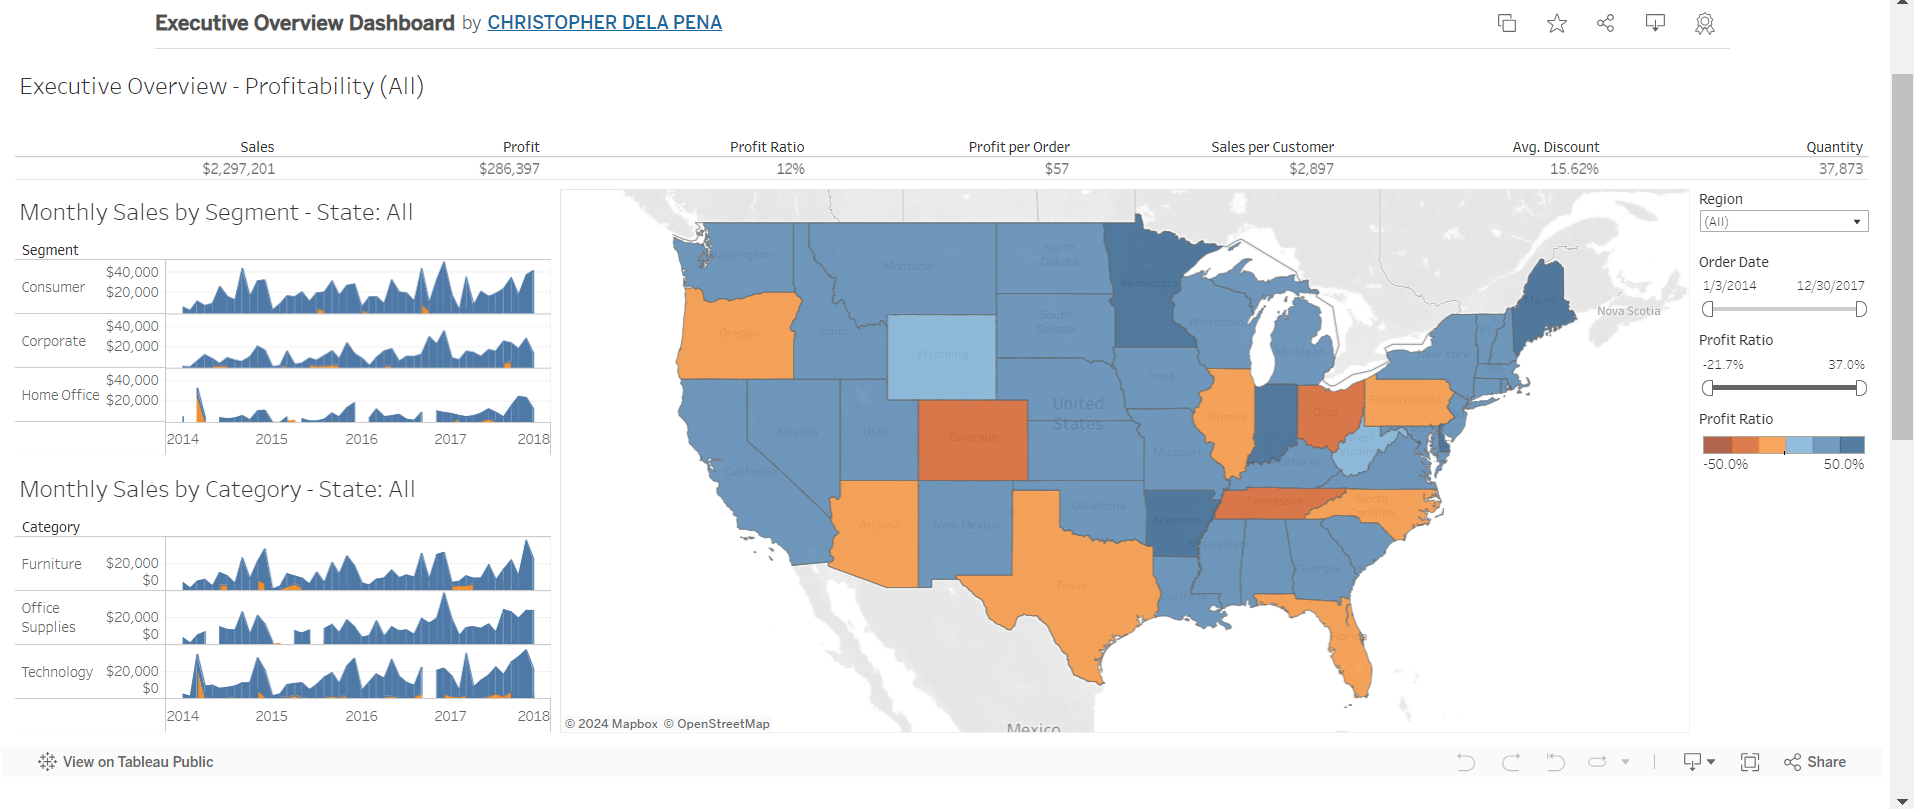 Executive Overview Dashboard by CHRISTOPHER DELA PENA
Executive Overview - Profitability (All)
Sales Profit Profit Ratio Profit per Order Sales per Customer Avg. Discount Quantity
$2,297,201 $286,397 12% $57 $2,897 15.62% 37,873
Monthly Sales by Segment - State: All
Segment
Consumer
$40,000
$20,000
Corporate
$40,000
$20,000
Home Office
$40,000
$20,000
2014 2015 2016 2017 2018
Monthly Sales by Category - State: All
Category
Furniture
$20,000
$0
Office
Supplies
$20,000
$0
Technology
$20,000
$0
2014 2015 2016 2017 2018
Washington
Montana
North
Dakota
Minnesota
Oregon
Idaho
South
Dakota
Wisconsin
Maine
Nova Scotia
Wyoming
Michigan
New York
VT
Iowa
United
States
Illinois
Ohio
Pennsylvania
Nevada
Utah
Colorado
Missouri
West
Virginia
Kentucky
California
Arizona
New Mexico
Oklahoma
Arkansas
Tennessee
North
Carolina
Mississippi
Georgia
Texas
Louisiana
Florida
Mexico
© 2024 Mapbox © OpenStreetMap
Region
(All)
Order Date
1/3/2014 12/30/2017
Profit Ratio
-21.7% 37.0%
Profit Ratio
-50.0% 50.0%
View on Tableau Public
Share